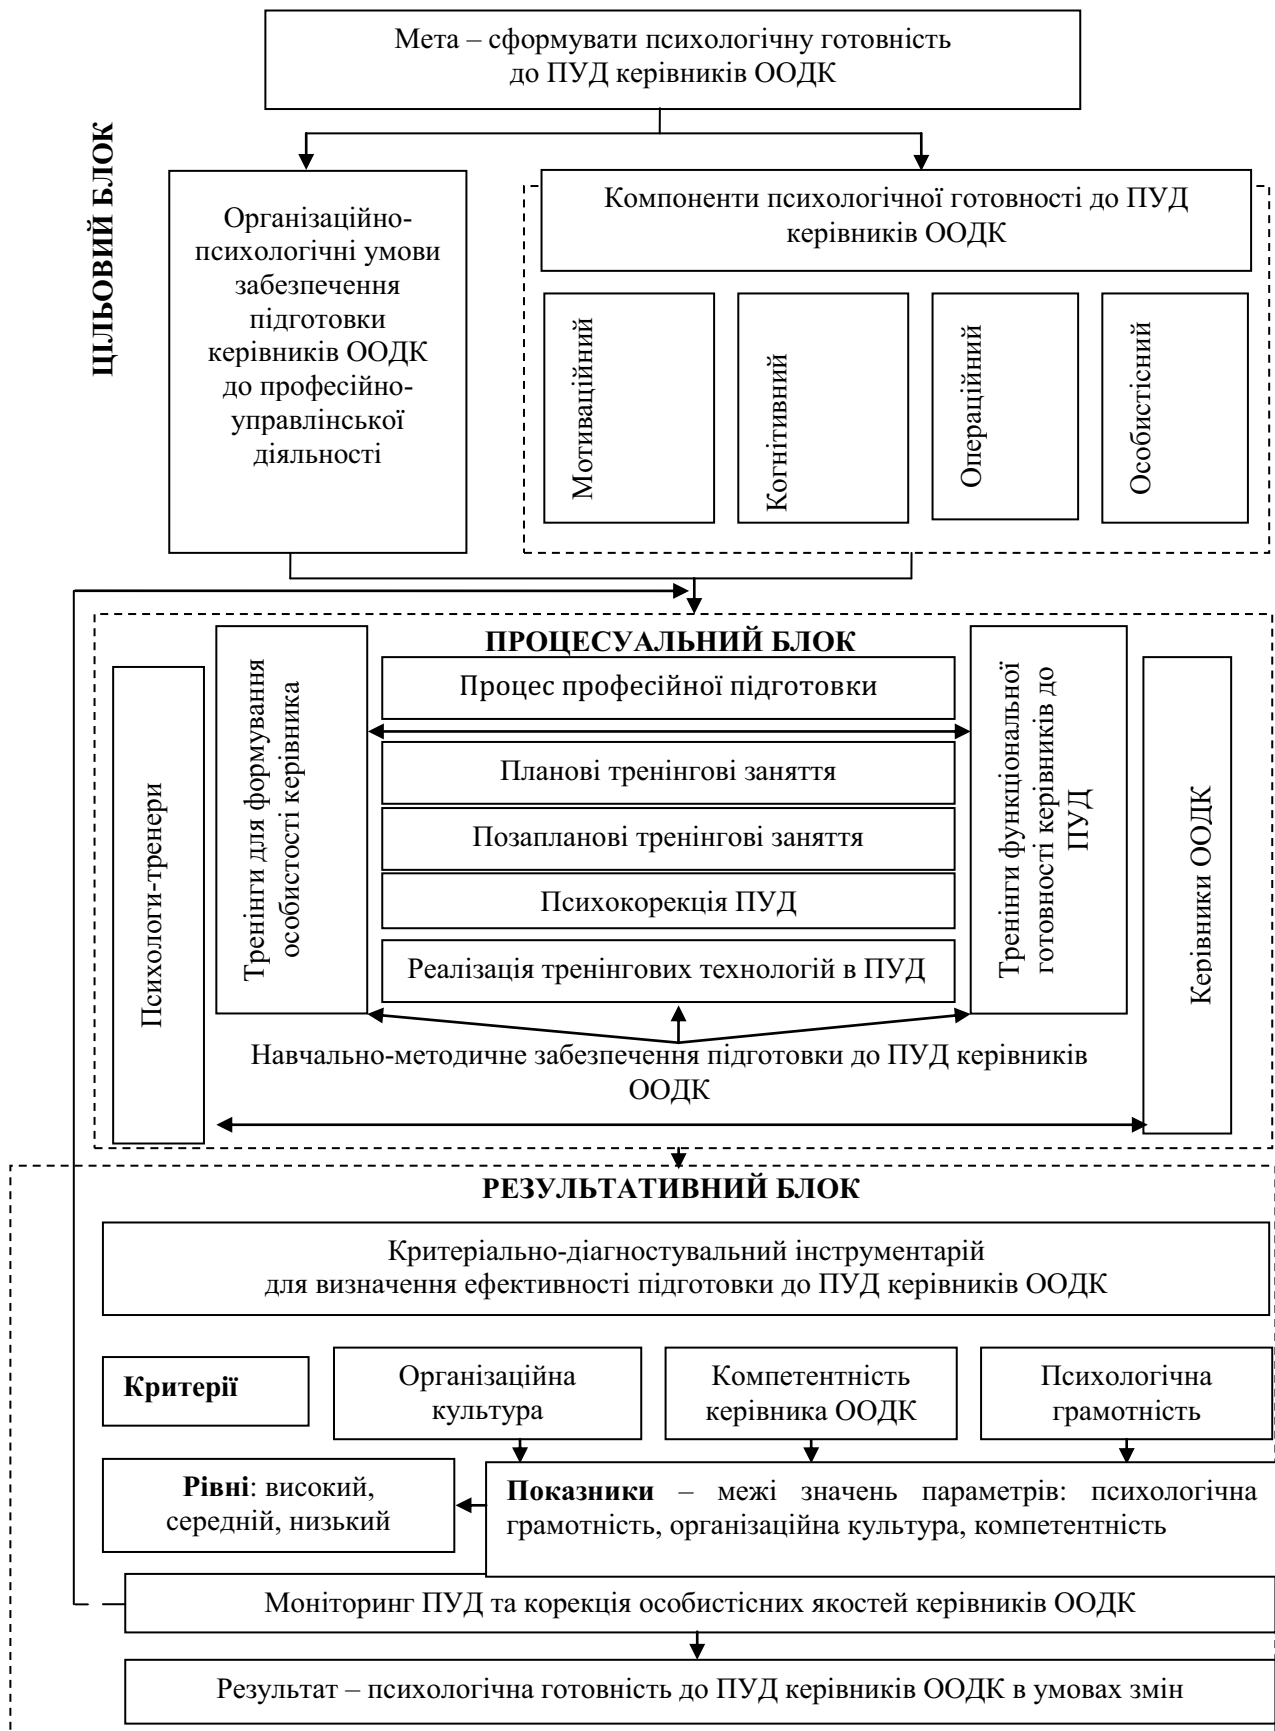 Мета – сформувати психологічну готовність
до ПУД керівників ООДК
ЦІЛЬОВИЙ БЛОК
Організаційно-
психологічні умови
забезпечення
підготовки
керівників ООДК
до професійно-
управлінської
діяльності
Компоненти психологічної готовності до ПУД
керівників ООДК
Мотиваційний
Когнітивний
Операційний
Особистісний
ПРОЦЕСУАЛЬНИЙ БЛОК
Психологи-тренери
Тренінги для формування
особистості керівника
Процес професійної підготовки
Планові тренінгові заняття
Позапланові тренінгові заняття
Психокорекція ПУД
Реалізація тренінгових технологій в ПУД
Тренінги функціональної
готовності керівників до
ПУД
Керівники ООДК
Навчально-методичне забезпечення підготовки до ПУД керівників
ООДК
РЕЗУЛЬТАТИВНИЙ БЛОК
Критеріально-діагностувальний інструментарій
для визначення ефективності підготовки до ПУД керівників ООДК
Критерії
Організаційна
культура
Компетентність
керівника ООДК
Психологічна
грамотність
Рівні: високий,
середній, низький
Показники – межі значень параметрів: психологічна
грамотність, організаційна культура, компетентність
Моніторинг ПУД та корекція особистісних якостей керівників ООДК
Результат – психологічна готовність до ПУД керівників ООДК в умовах змін